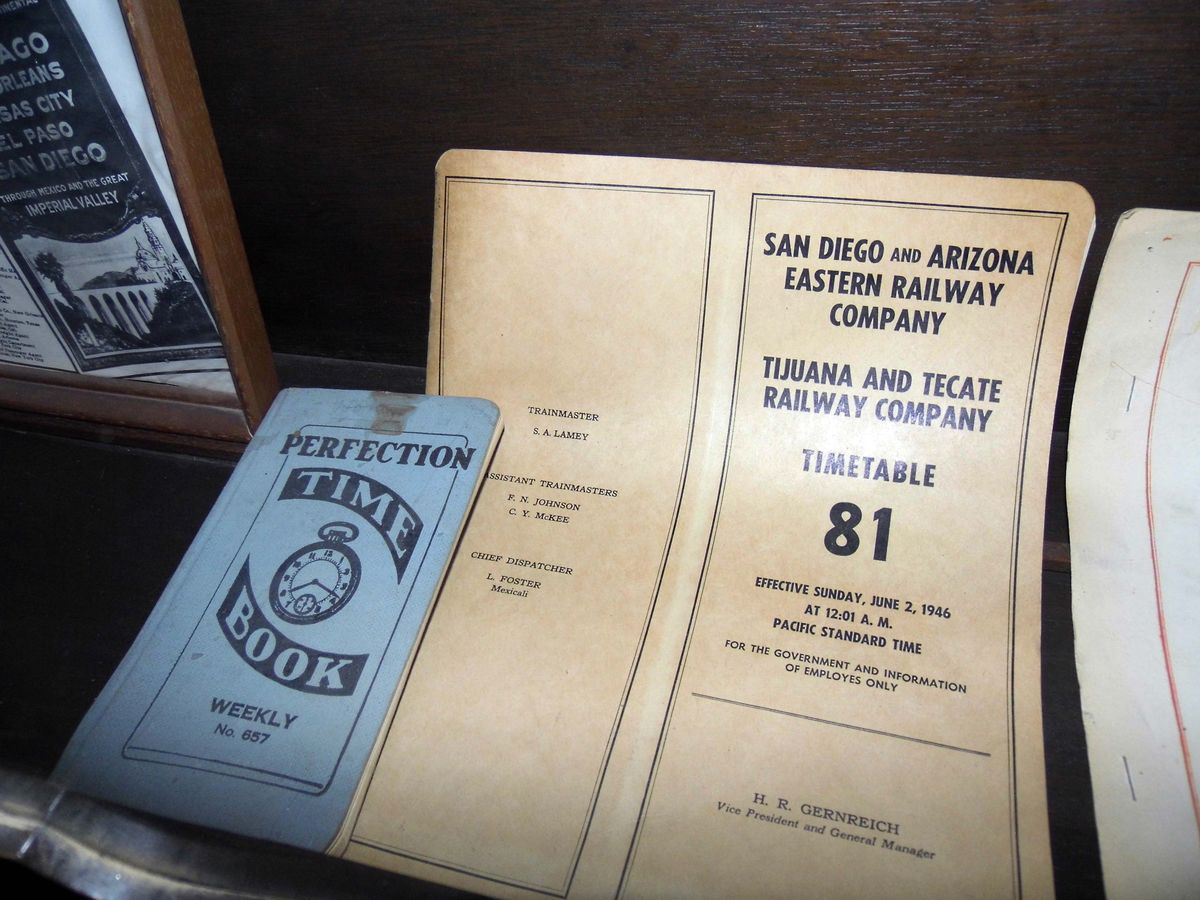 AGO
ORLEANS
SAS CITY
EL PASO
SAN DIEGO
THROUGH MEXICO AND THE GREAT
IMPERIAL VALLEY
PERFECTION
TIME
BOOK
WEEKLY
No. 657
TRAINMASTER
S. A. LAMEY
ASSISTANT TRAINMASTERS
F. N. JOHNSON
C. Y. McKEE
CHIEF DISPATCHER
L. FOSTER
Mexicali
SAN DIEGO AND ARIZONA
EASTERN RAILWAY
COMPANY
TIJUANA AND TECATE
RAILWAY COMPANY
TIMETABLE
81
EFFECTIVE SUNDAY, JUNE 2, 1946
AT 12:01 A. M.
PACIFIC STANDARD TIME
FOR THE GOVERNMENT AND INFORMATION
OF EMPLOYES ONLY
H. R. GERNREICH
Vice President and General Manager